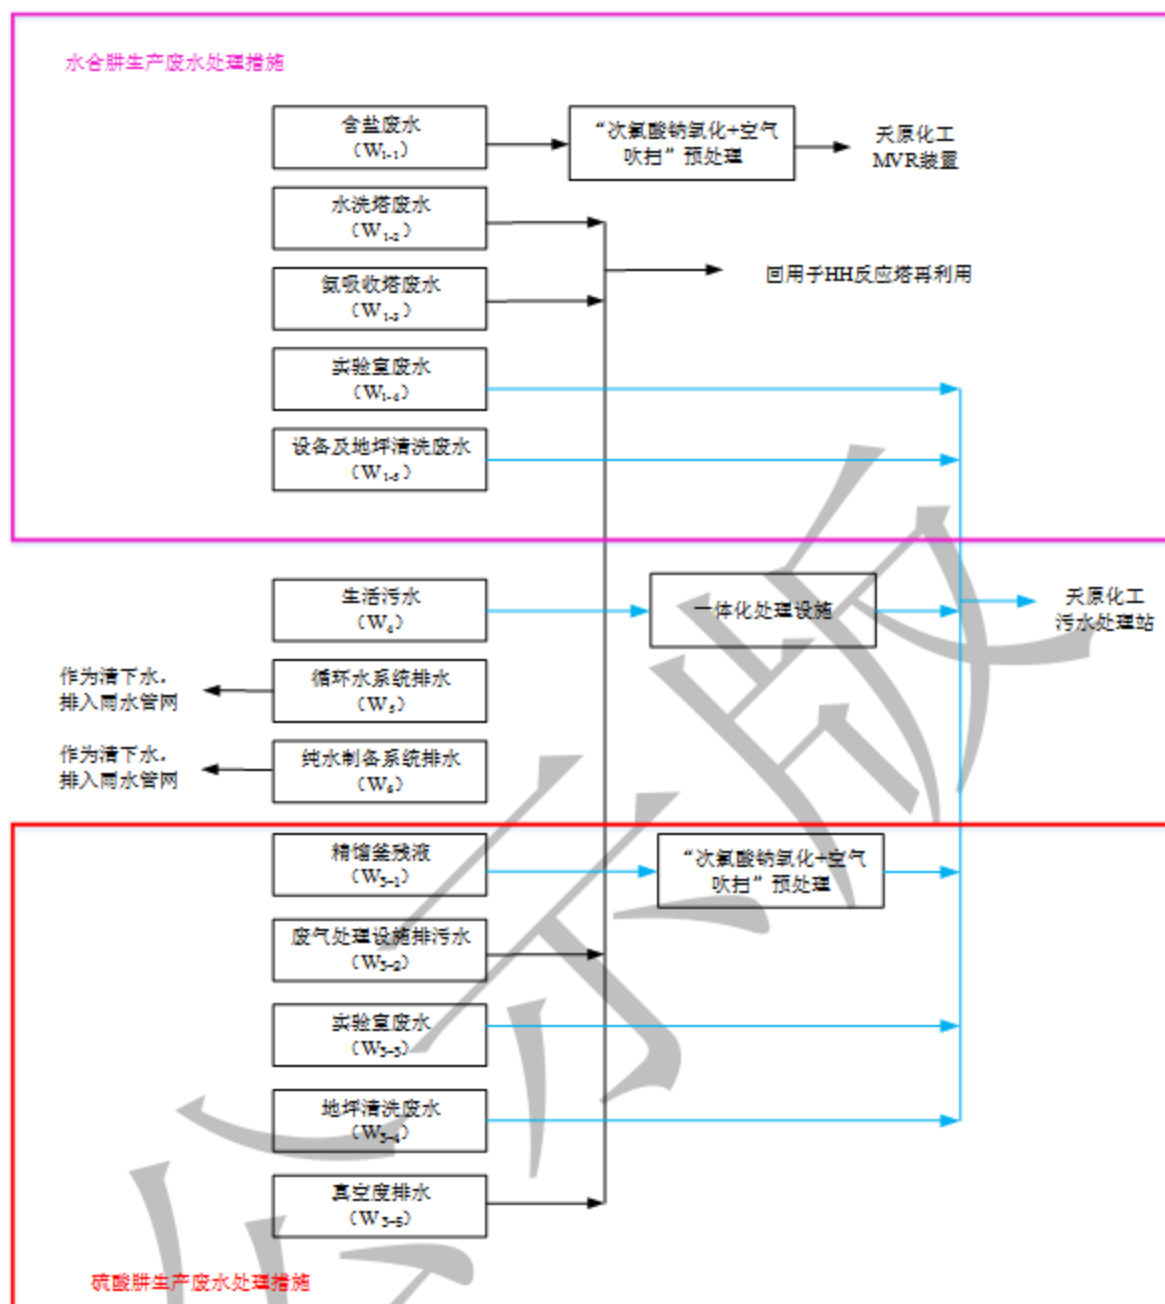 水合肼生产废水处理措施
含盐废水
（W1-1）
“次氯酸钠氧化+空气
吹扫”预处理
天原化工
MVR装置
水洗塔废水
（W1-2）
回用于HH反应塔再利用
氨吸收塔废水
（W1-3）
实验室废水
（W1-4）
设备及地坪清洗废水
（W1-5）
生活污水
（W4）
一体化处理设施
天原化工
污水处理站
作为清下水，
排入雨水管网
循环水系统排水
（W5）
作为清下水，
排入雨水管网
纯水制备系统排水
（W6）
精馏釜残液
（W3-1）
“次氯酸钠氧化+空气
吹扫”预处理
废气处理设施排污水
（W3-2）
实验室废水
（W3-3）
地坪清洗废水
（W3-4）
真空度排水
（W3-5）
硫酸肼生产废水处理措施
公示版